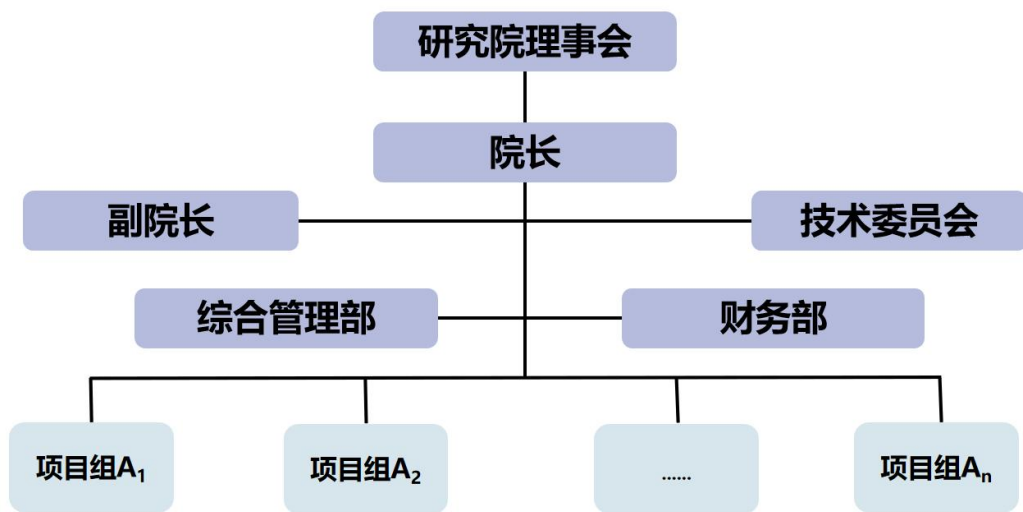 研究院理事会
院长
副院长
技术委员会
综合管理部
财务部
项目组A₁
项目组A₂
......
项目组Aₙ